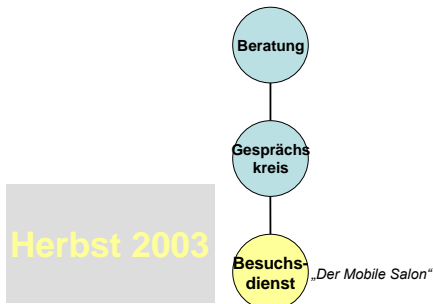 Beratung
Gesprächs
kreis
Herbst 2003
Besuchs-
dienst
„Der Mobile Salon“